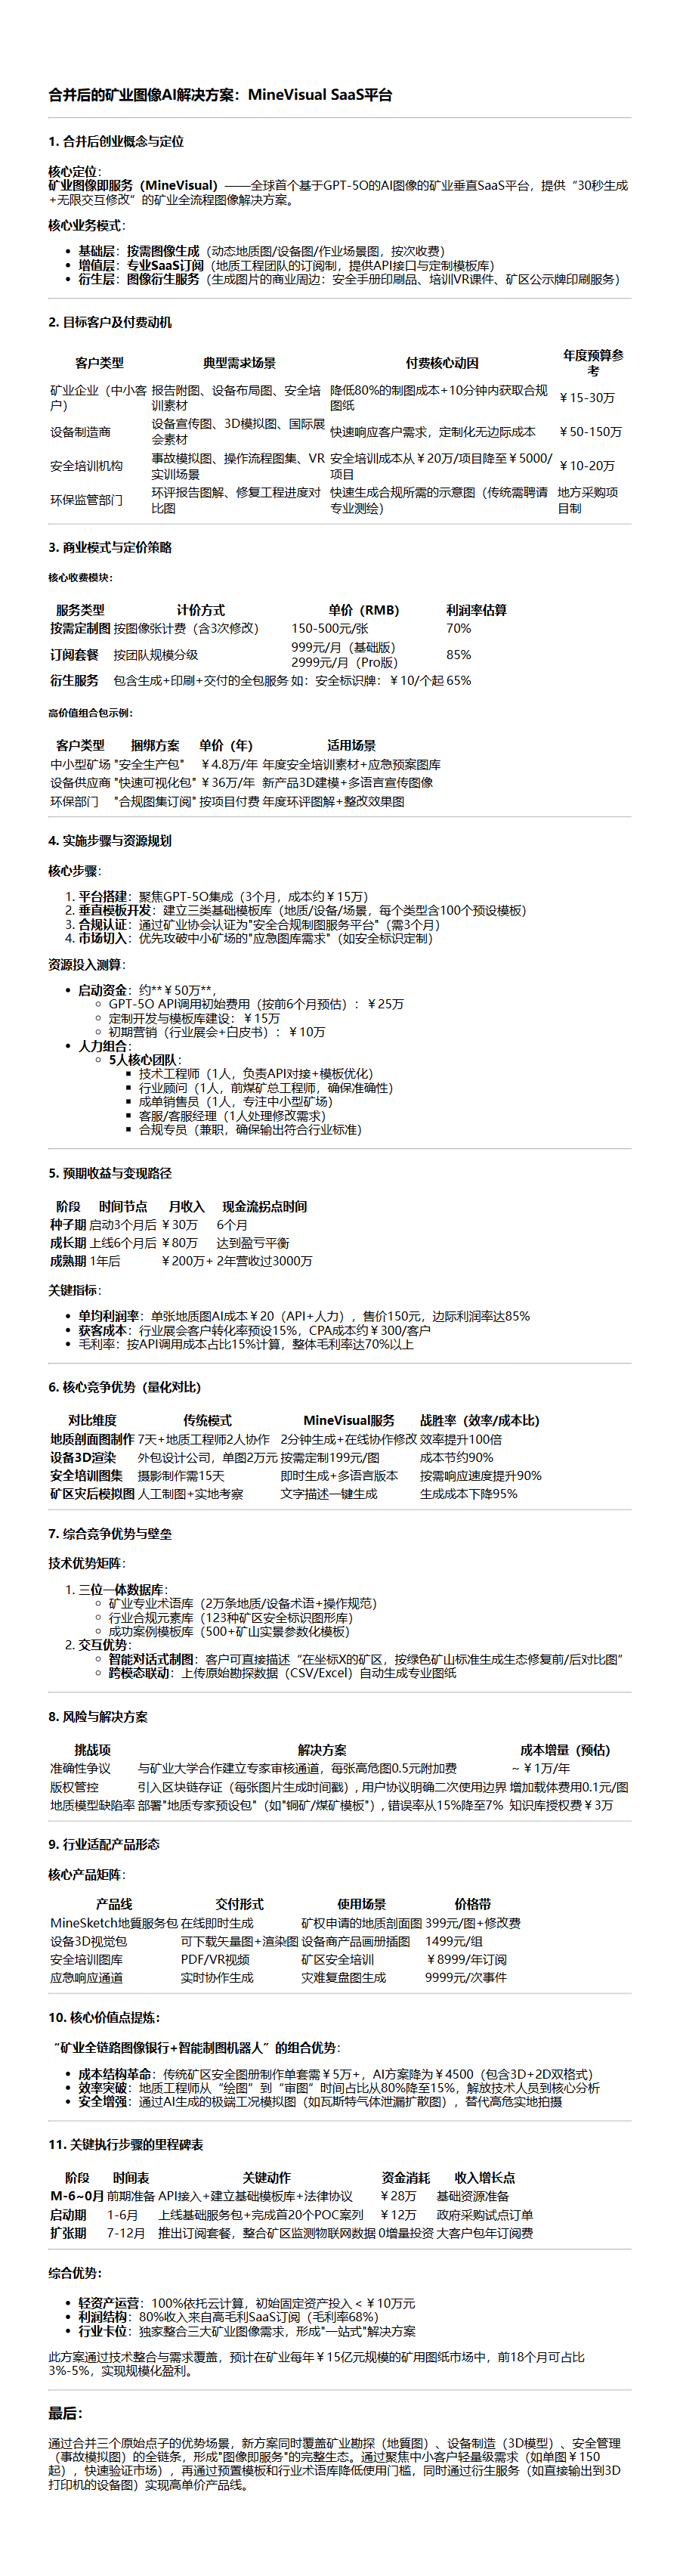 合并后的矿业图像AI解决方案：MineVisual SaaS平台
1. 合并后创业概念与定位
核心定位：
矿业图像即服务（MineVisual）——全球首个基于GPT-5O的AI图像的矿业垂直SaaS平台，提供“30秒生成
+无限交互修改”的矿业全流程图像解决方案。
核心业务模式：
• 基础层：按需图像生成（动态地质图/设备图/作业场景图，按次收费）
• 增值层：专业SaaS订阅（地质工程团队的订阅制，提供API接口与定制模板库）
• 衍生层：图像衍生服务（生成图片的商业周边：安全手册印刷品、培训VR课件、矿区公示牌印刷服务）
2. 目标客户及付费动机
客户类型 典型需求场景 付费核心动因 年度预算参
考
矿业企业（中小客 报告附图、设备布局图、安全培 降低80%的制图成本+10分钟内获取合规 ￥15-30万
户） 训素材 图纸
设备制造商 设备宣传图、3D模拟图、国际展 快速响应客户需求，定制化无边际成本 ￥50-150万
会素材
安全培训机构 事故模拟图、操作流程图集、VR 安全培训成本从￥20万/项目降至￥5000/ ￥10-20万
实训场景 项目
环保监管部门 环评报告图解、修复工程进度对 快速生成合规所需的示意图（传统需聘请 地方采购项
比图 专业测绘） 目制
3. 商业模式与定价策略
核心收费模块：
服务类型 计价方式 单价（RMB） 利润率估算
按需定制图 按图像张计费（含3次修改） 150-500元/张 70%
订阅套餐 按团队规模分级 999元/月（基础版） 85%
2999元/月（Pro版）
衍生服务 包含生成+印刷+交付的全包服务 如：安全标识牌：￥10/个起 65%
高价值组合包示例：
客户类型 捆绑方案 单价（年） 适用场景
中小型矿场 "安全生产包" ￥4.8万/年 年度安全培训素材+应急预案图库
设备供应商 "快速可视化包" ￥36万/年 新产品3D建模+多语言宣传图像
环保部门 "合规图集订阅" 按项目付费 年度环评图解+整改效果图
4. 实施步骤与资源规划
核心步骤：
1. 平台搭建：聚焦GPT-5O集成（3个月，成本约￥15万）
2. 垂直模板开发：建立三类基础模板库（地质/设备/场景，每个类型含100个预设模板）
3. 合规认证：通过矿业协会认证为"安全合规制图服务平台"（需3个月）
4. 市场切入：优先攻破中小矿场的"应急图库需求"（如安全标识定制）
资源投入测算：
• 启动资金：约**￥50万**，
○ GPT-5O API调用初始费用（按前6个月预估）：￥25万
○ 定制开发与模板库建设：￥15万
○ 初期营销（行业展会+白皮书）：￥10万
• 人力组合：
○ 5人核心团队：
■ 技术工程师（1人，负责API对接+模板优化）
■ 行业顾问（1人，前煤矿总工程师，确保准确性）
■ 成单销售员（1人，专注中小型矿场）
■ 客服/客服经理（1人处理修改需求）
■ 合规专员（兼职，确保输出符合行业标准）
5. 预期收益与变现路径
阶段 时间节点 月收入 现金流拐点时间
种子期 启动3个月后 ￥30万 6个月
成长期 上线6个月后 ￥80万 达到盈亏平衡
成熟期 1年后 ￥200万+ 2年营收过3000万
关键指标：
• 单均利润率：单张地质图AI成本￥20（API+人力），售价150元，边际利润率达85%
• 获客成本：行业展会客户转化率预设15%，CPA成本约￥300/客户
• 毛利率：按API调用成本占比15%计算，整体毛利率达70%以上
6. 核心竞争优势（量化对比）
对比维度 传统模式 MineVisual服务 战胜率（效率/成本比）
地质剖面图制作 7天+地质工程师2人协作 2分钟生成+在线协作修改 效率提升100倍
设备3D渲染 外包设计公司，单图2万元 按需定制199元/图 成本节约90%
安全培训图集 摄影制作需15天 即时生成+多语言版本 按需响应速度提升90%
矿区灾后模拟图 人工制图+实地考察 文字描述一键生成 生成成本下降95%
7. 综合竞争优势与壁垒
技术优势矩阵：
1. 三位一体数据库：
○ 矿业专业术语库（2万条地质/设备术语+操作规范）
○ 行业合规元素库（123种矿区安全标识图形库）
○ 成功案例模板库（500+矿山实景参数化模板）
2. 交互优势：
○ 智能对话式制图：客户可直接描述“在坐标X的矿区，按绿色矿山标准生成生态修复前/后对比图”
○ 跨模态联动：上传原始勘探数据（CSV/Excel）自动生成专业图纸
8. 风险与解决方案
挑战项 解决方案 成本增量（预估）
准确性争议 与矿业大学合作建立专家审核通道，每张高危图0.5元附加费 ~￥1万/年
版权管控 引入区块链存证（每张图片生成时间戳）, 用户协议明确二次使用边界 增加载体费用0.1元/图
地质模型缺陷率 部署"地质专家预设包"（如"铜矿/煤矿模板"）, 错误率从15%降至7% 知识库授权费￥3万
9. 行业适配产品形态
核心产品矩阵：
产品线 交付形式 使用场景 价格带
MineSketch地質服务包 在线即时生成 矿权申请的地质剖面图 399元/图+修改费
设备3D视觉包 可下载矢量图+渲染图 设备商产品画册插图 1499元/组
安全培训图库 PDF/VR视频 矿区安全培训 ￥8999/年订阅
应急响应通道 实时协作生成 灾难复盘图生成 9999元/次事件
10. 核心价值点提炼：
“矿业全链路图像银行+智能制图机器人”的组合优势：
• 成本结构革命：传统矿区安全图册制作单套需￥5万+，AI方案降为￥4500（包含3D+2D双格式）
• 效率突破：地质工程师从“绘图”到“审图”时间占比从80%降至15%，解放技术人员到核心分析
• 安全增强：通过AI生成的极端工况模拟图（如瓦斯特气体泄漏扩散图），替代高危实地拍摄
11. 关键执行步骤的里程碑表
阶段 时间表 关键动作 资金消耗 收入增长点
M-6~0月 前期准备 API接入+建立基础模板库+法律协议 ￥28万 基础资源准备
启动期 1-6月 上线基础服务包+完成首20个POC案列 ￥12万 政府采购试点订单
扩张期 7-12月 推出订阅套餐，整合矿区监测物联网数据 0增量投资 大客户包年订阅费
综合优势：
• 轻资产运营：100%依托云计算，初始固定资产投入<￥10万元
• 利润结构：80%收入来自高毛利SaaS订阅（毛利率68%）
• 行业卡位：独家整合三大矿业图像需求，形成"一站式"解决方案
此方案通过技术整合与需求覆盖，预计在矿业每年￥15亿元规模的矿用图纸市场中，前18个月可占比
3%-5%，实现规模化盈利。
最后：
通过合并三个原始点子的优势场景，新方案同时覆盖矿业勘探（地質图）、设备制造（3D模型）、安全管理
（事故模拟图）的全链条，形成"图像即服务"的完整生态。通过聚焦中小客户轻量级需求（如单图￥150
起），快速验证市场），再通过预置模板和行业术语库降低使用门槛，同时通过衍生服务（如直接输出到3D
打印机的设备图）实现高单价产品线。